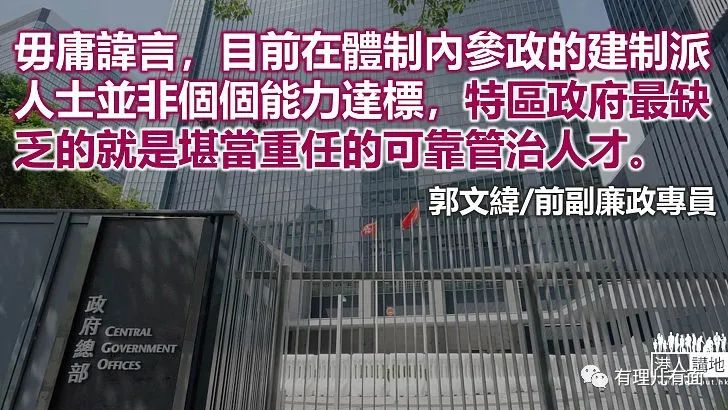 毋庸諱言，目前在體制內參政的建制派
人士並非個個能力達標，特區政府最缺
乏的就是堪當重任的可靠管治人才。
郭文緯/前副廉政專員
政府總部
CENTRAL
GOVERNMENT
OFFICES
港人講地
有理儿有面